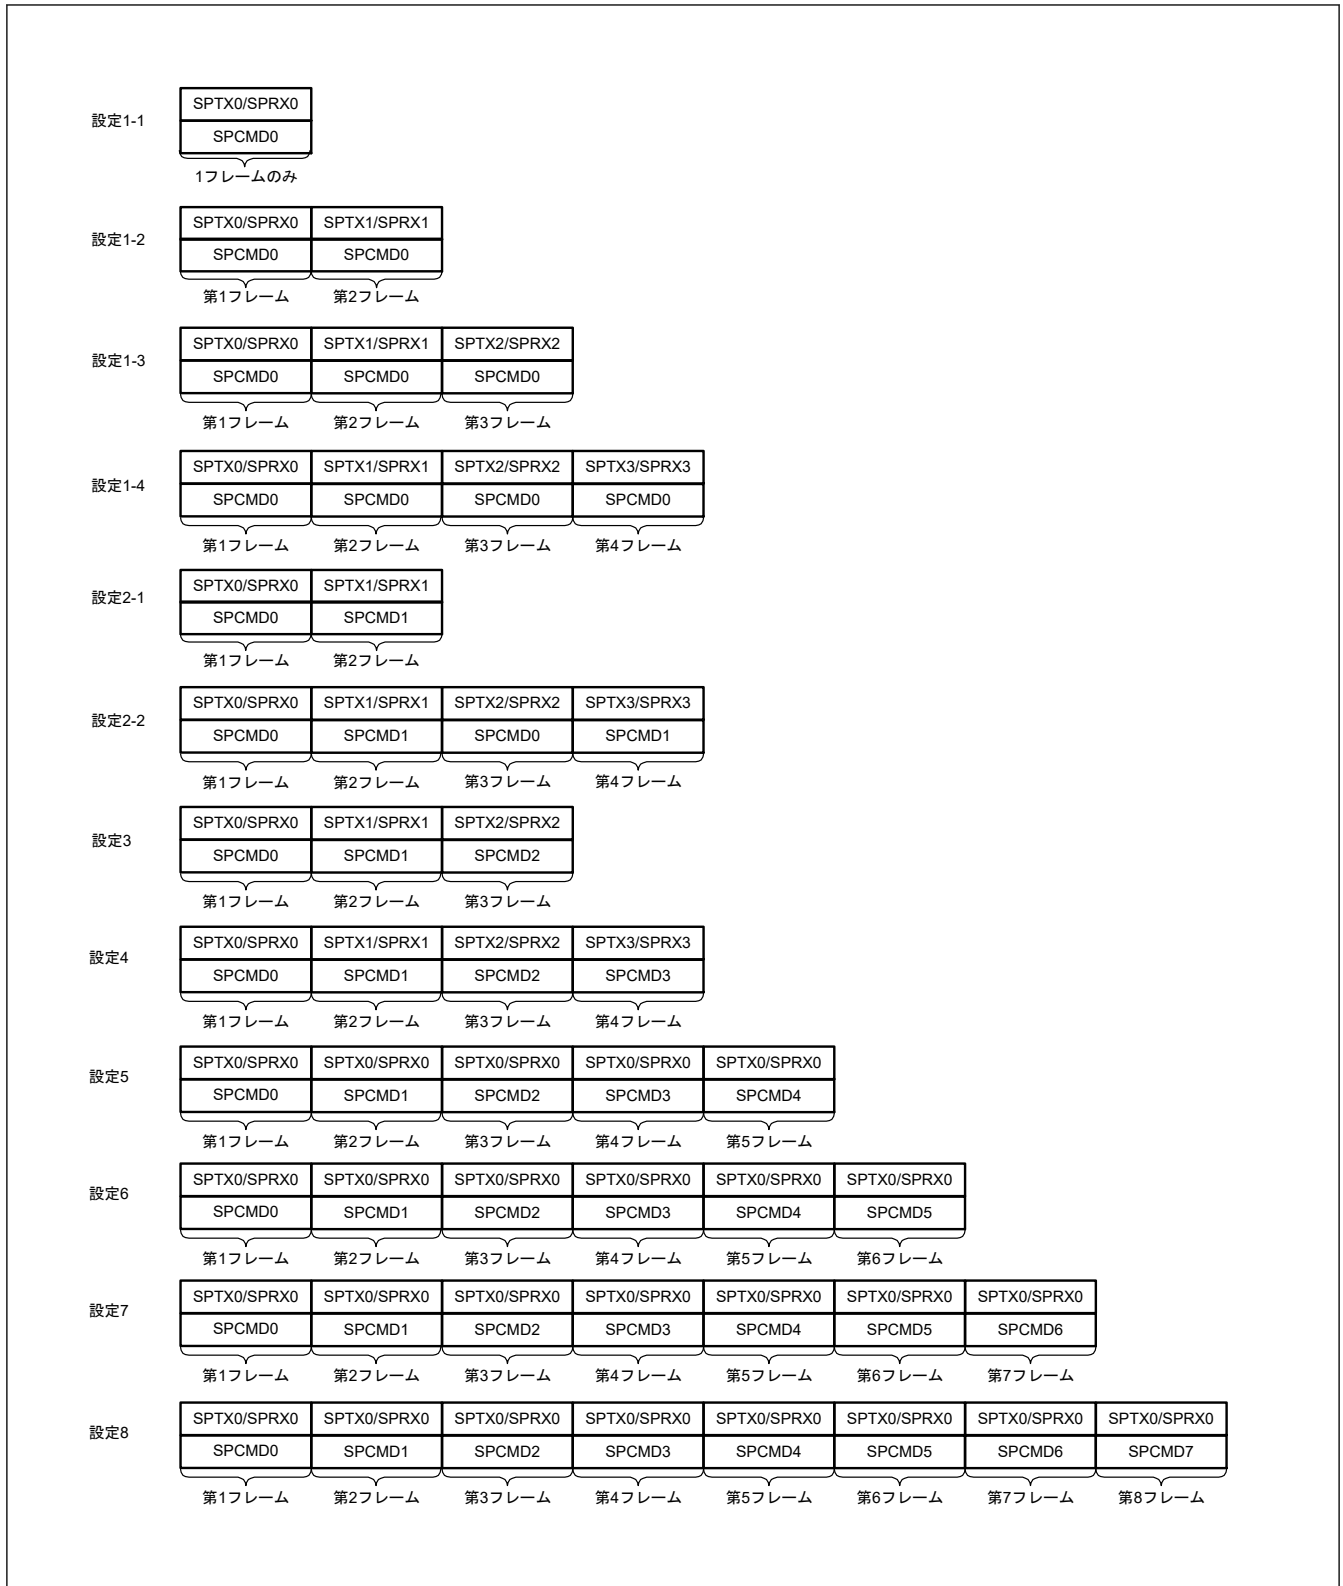 SPTX0/SPRX0
設定1-1
SPCMD0
1フレームのみ
SPTX0/SPRX0 SPTX1/SPRX1
設定1-2
SPCMD0 SPCMD0
第1フレーム 第2フレーム
SPTX0/SPRX0 SPTX1/SPRX1 SPTX2/SPRX2
設定1-3
SPCMD0 SPCMD0 SPCMD0
第1フレーム 第2フレーム 第3フレーム
SPTX0/SPRX0 SPTX1/SPRX1 SPTX2/SPRX2 SPTX3/SPRX3
設定1-4
SPCMD0 SPCMD0 SPCMD0 SPCMD0
第1フレーム 第2フレーム 第3フレーム 第4フレーム
SPTX0/SPRX0 SPTX1/SPRX1
設定2-1
SPCMD0 SPCMD1
第1フレーム 第2フレーム
SPTX0/SPRX0 SPTX1/SPRX1 SPTX2/SPRX2 SPTX3/SPRX3
設定2-2
SPCMD0 SPCMD1 SPCMD0 SPCMD1
第1フレーム 第2フレーム 第3フレーム 第4フレーム
SPTX0/SPRX0 SPTX1/SPRX1 SPTX2/SPRX2
設定3
SPCMD0 SPCMD1 SPCMD2
第1フレーム 第2フレーム 第3フレーム
SPTX0/SPRX0 SPTX1/SPRX1 SPTX2/SPRX2 SPTX3/SPRX3
設定4
SPCMD0 SPCMD1 SPCMD2 SPCMD3
第1フレーム 第2フレーム 第3フレーム 第4フレーム
SPTX0/SPRX0 SPTX0/SPRX0 SPTX0/SPRX0 SPTX0/SPRX0 SPTX0/SPRX0
設定5
SPCMD0 SPCMD1 SPCMD2 SPCMD3 SPCMD4
第1フレーム 第2フレーム 第3フレーム 第4フレーム 第5フレーム
SPTX0/SPRX0 SPTX0/SPRX0 SPTX0/SPRX0 SPTX0/SPRX0 SPTX0/SPRX0 SPTX0/SPRX0
設定6
SPCMD0 SPCMD1 SPCMD2 SPCMD3 SPCMD4 SPCMD5
第1フレーム 第2フレーム 第3フレーム 第4フレーム 第5フレーム 第6フレーム
SPTX0/SPRX0 SPTX0/SPRX0 SPTX0/SPRX0 SPTX0/SPRX0 SPTX0/SPRX0 SPTX0/SPRX0 SPTX0/SPRX0
設定7
SPCMD0 SPCMD1 SPCMD2 SPCMD3 SPCMD4 SPCMD5 SPCMD6
第1フレーム 第2フレーム 第3フレーム 第4フレーム 第5フレーム 第6フレーム 第7フレーム
SPTX0/SPRX0 SPTX0/SPRX0 SPTX0/SPRX0 SPTX0/SPRX0 SPTX0/SPRX0 SPTX0/SPRX0 SPTX0/SPRX0 SPTX0/SPRX0
設定8
SPCMD0 SPCMD1 SPCMD2 SPCMD3 SPCMD4 SPCMD5 SPCMD6 SPCMD7
第1フレーム 第2フレーム 第3フレーム 第4フレーム 第5フレーム 第6フレーム 第7フレーム 第8フレーム